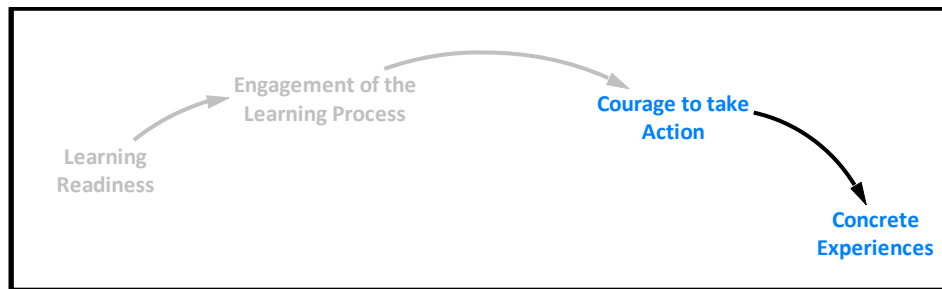 Engagement of the
Learning Process
Courage to take
Action
Learning
Readiness
Concrete
Experiences